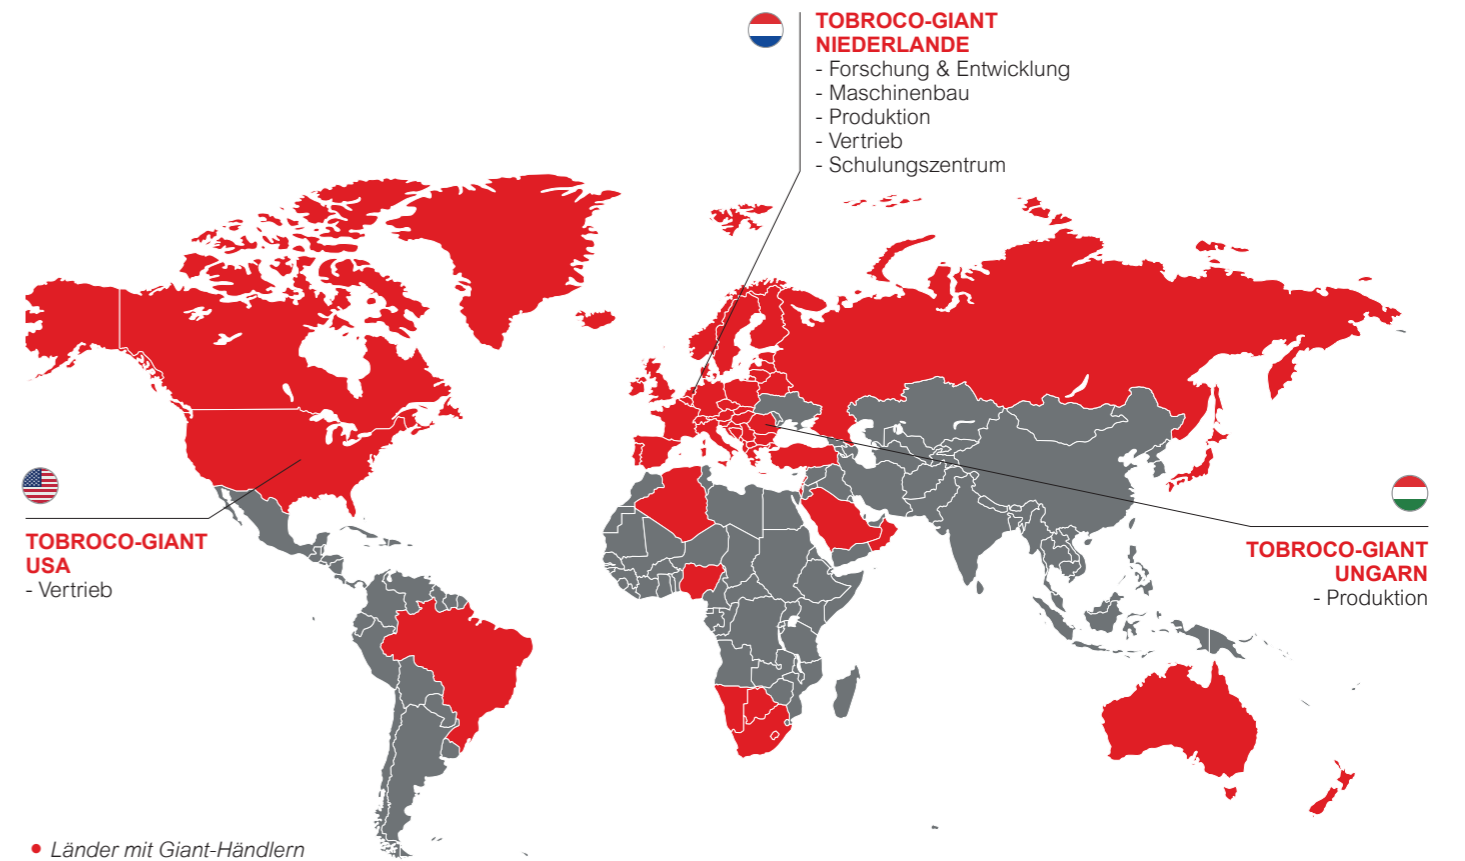 TOBROCO-GIANT
NIEDERLANDE
- Forschung & Entwicklung
- Maschinenbau
- Produktion
- Vertrieb
- Schulungszentrum
TOBROCO-GIANT
USA
- Vertrieb
TOBROCO-GIANT
UNGARN
- Produktion
• Länder mit Giant-Händlern